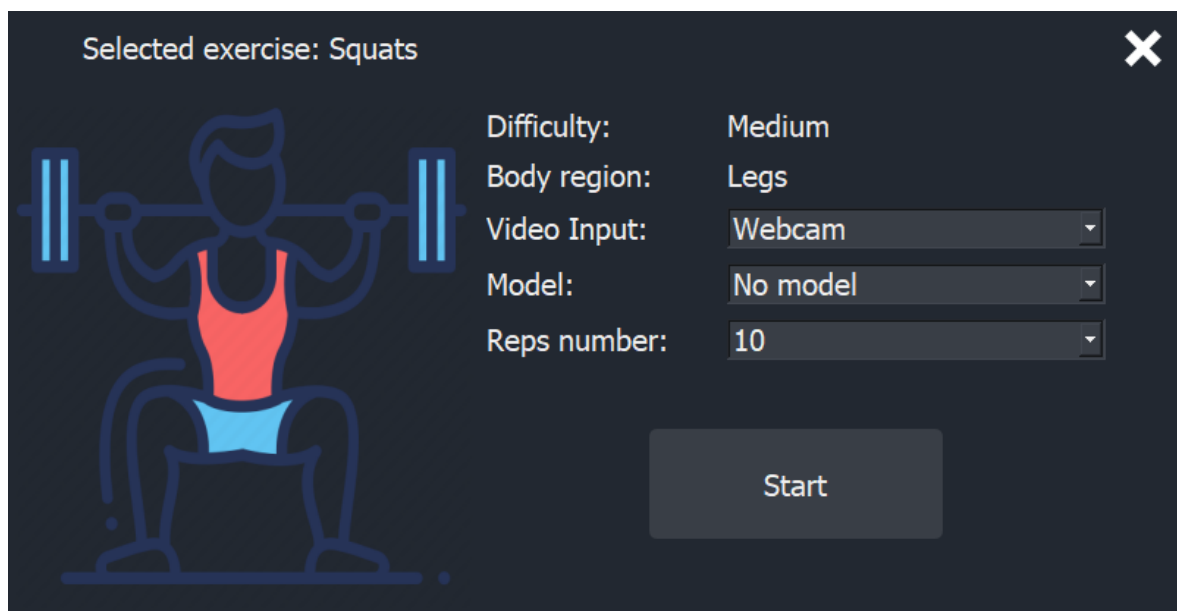 Selected exercise: Squats
Difficulty: Medium
Body region: Legs
Video Input: Webcam
Model: No model
Reps number: 10
Start